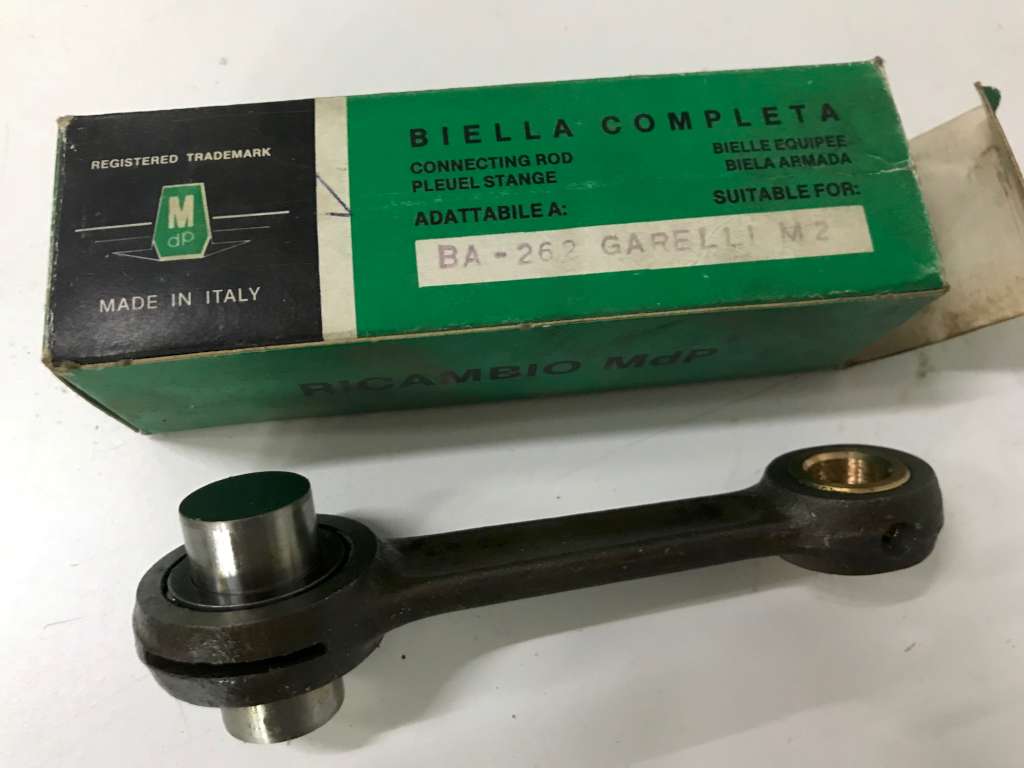 REGISTERED TRADEMARK
M
dp
MADE IN ITALY
BIELLA COMPLETA
CONNECTING ROD
PLEUEL STANGE
BIELLE EQUIPEE
BIELA ARMADA
ADATTABILE A:
SUITABLE FOR:
BA-262 GARELLI M2
RICAMBIO MdP